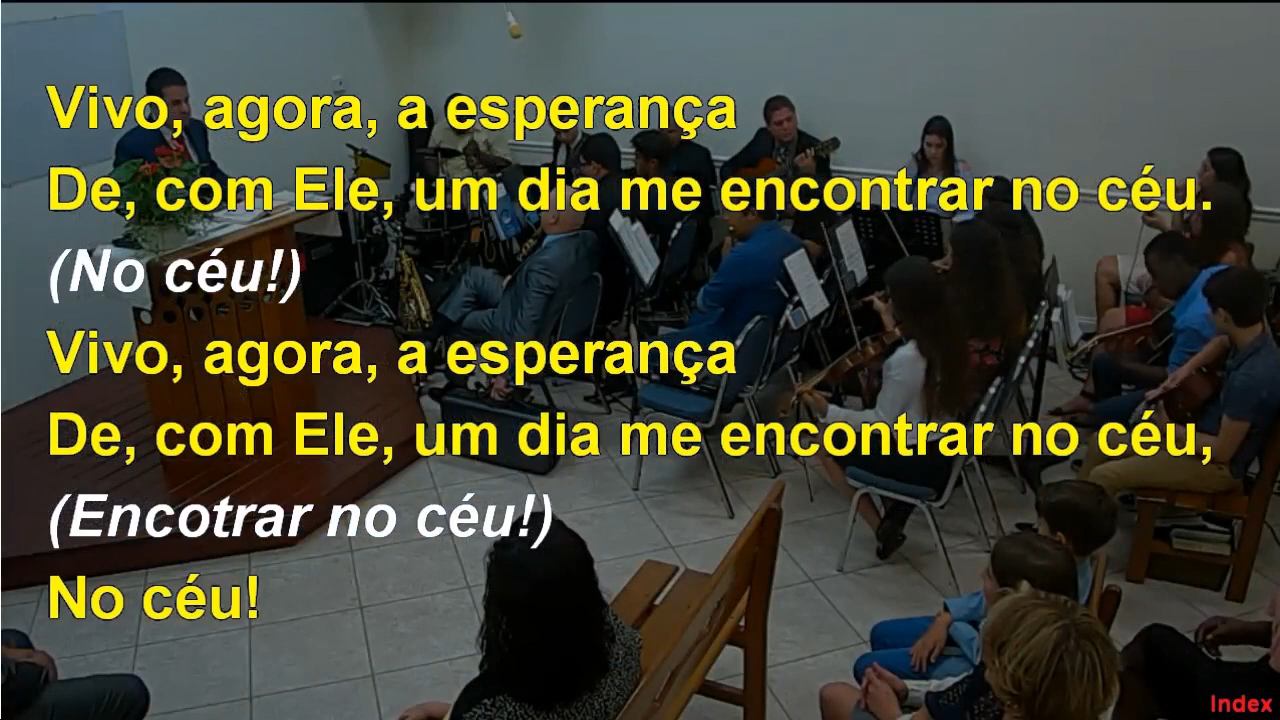 Vivo, agora, a esperança
De, com Ele, um dia me encontrar no céu.
(No céu!)
Vivo, agora, a esperança
De, com Ele, um dia me encontrar no céu,
(Encotrar no céu!)
No céu!
Index